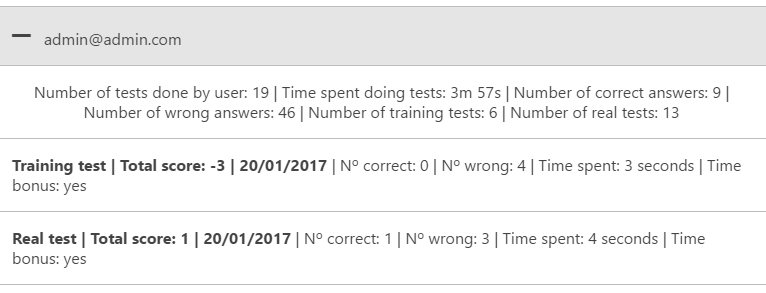 admin@admin.com
Number of tests done by user: 19 | Time spent doing tests: 3m 57s | Number of correct answers: 9 |
Number of wrong answers: 46 | Number of training tests: 6 | Number of real tests: 13
Training test | Total score: -3 | 20/01/2017 | Nº correct: 0 | Nº wrong: 4 | Time spent: 3 seconds | Time
bonus: yes
Real test | Total score: 1 | 20/01/2017 | Nº correct: 1 | Nº wrong: 3 | Time spent: 4 seconds | Time
bonus: yes